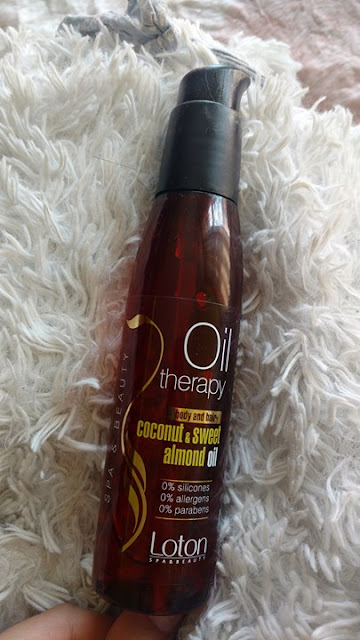 Oil
therapy
body and hair
coconut & sweet
almond oil
0% silicones
0% allergens
0% parabens
Loton
SPA&BEAUTY
SPA & BEAUTY